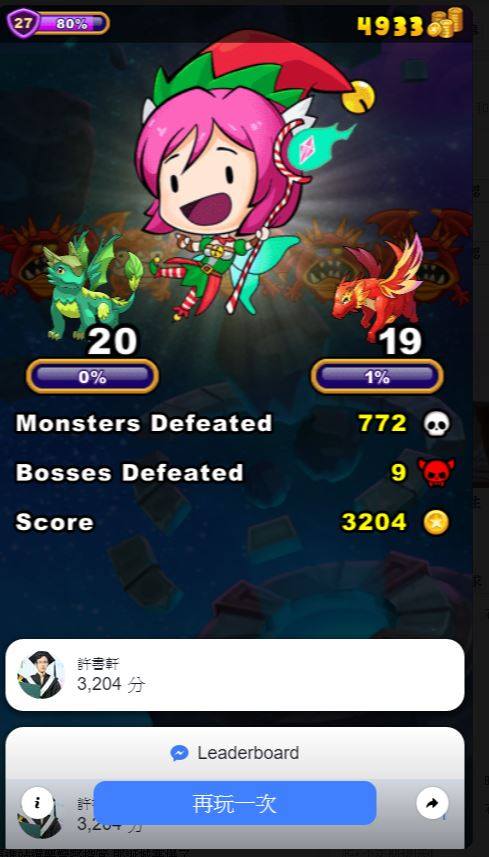 27 80% 4933
20 19
0% 1%
Monsters Defeated 772
Bosses Defeated 9
Score 3204
許書軒
3,204 分
Leaderboard
再玩一次